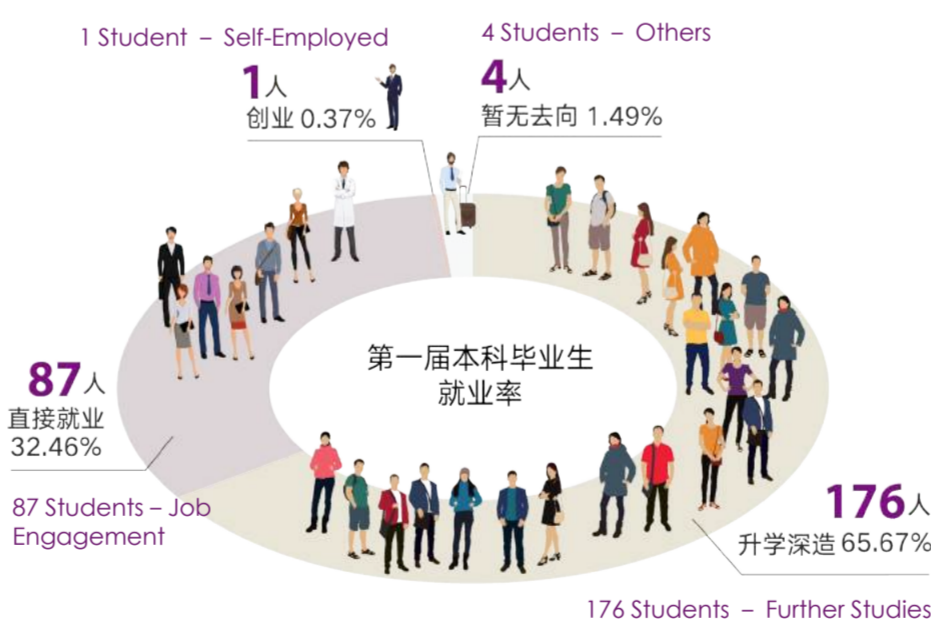 1 Student – Self-Employed
1人
创业 0.37%
4 Students – Others
4人
暂无去向 1.49%
第一届本科毕业生
就业率
87人
直接就业
32.46%
87 Students – Job
Engagement
176人
升学深造 65.67%
176 Students – Further Studies